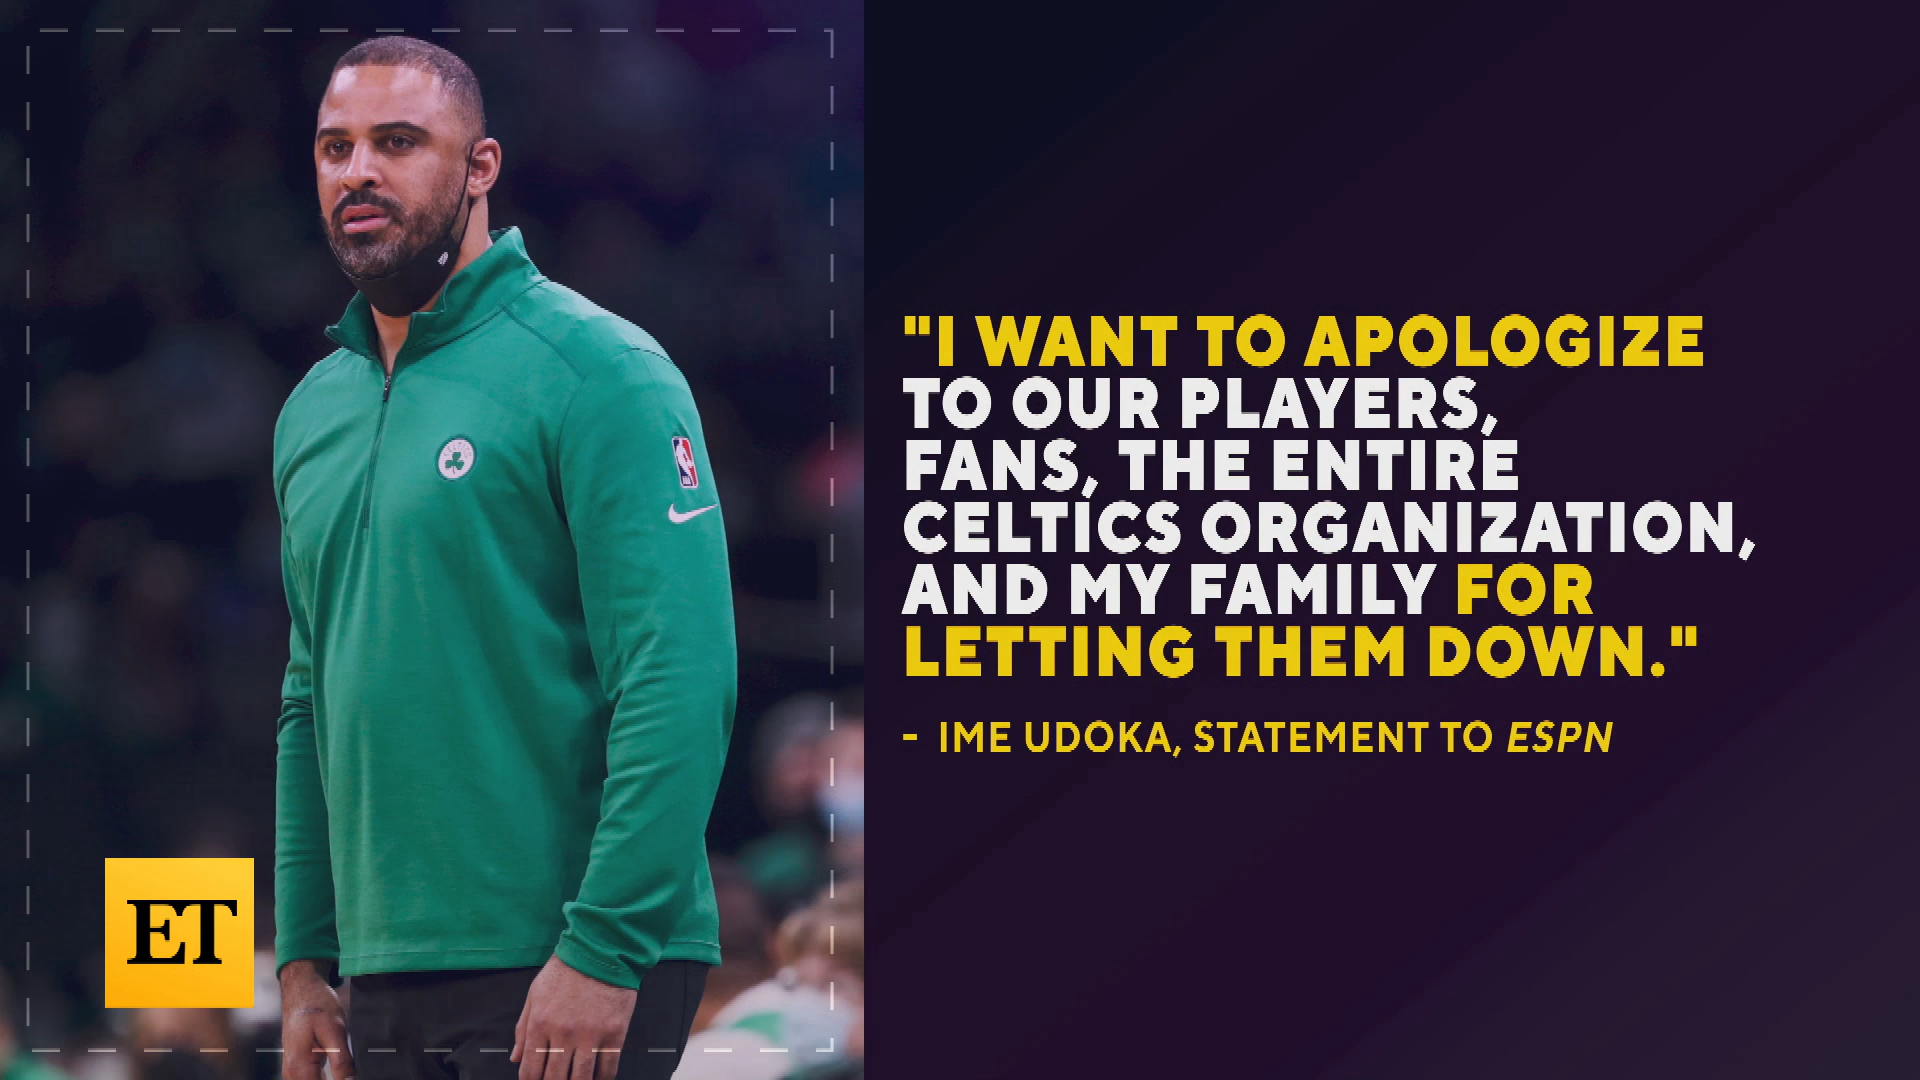 "I WANT TO APOLOGIZE
TO OUR PLAYERS,
FANS, THE ENTIRE
CELTICS ORGANIZATION,
AND MY FAMILY FOR
LETTING THEM DOWN."
- IME UDOKA, STATEMENT TO ESPN
CELTICS
ET